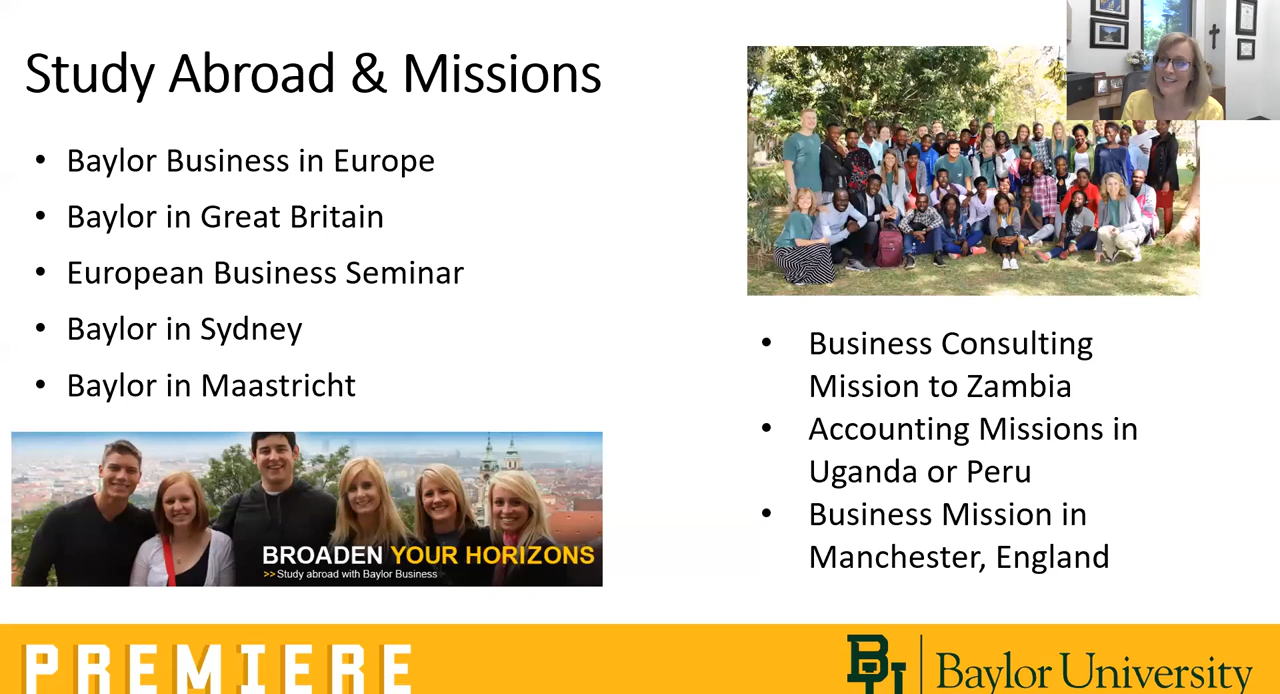 Study Abroad & Missions
• Baylor Business in Europe
• Baylor in Great Britain
• European Business Seminar
• Baylor in Sydney
• Baylor in Maastricht
BROADEN YOUR HORIZONS
>> Study abroad with Baylor Business
• Business Consulting
Mission to Zambia
• Accounting Missions in
Uganda or Peru
• Business Mission in
Manchester, England
PREMIERE
BU
Baylor University